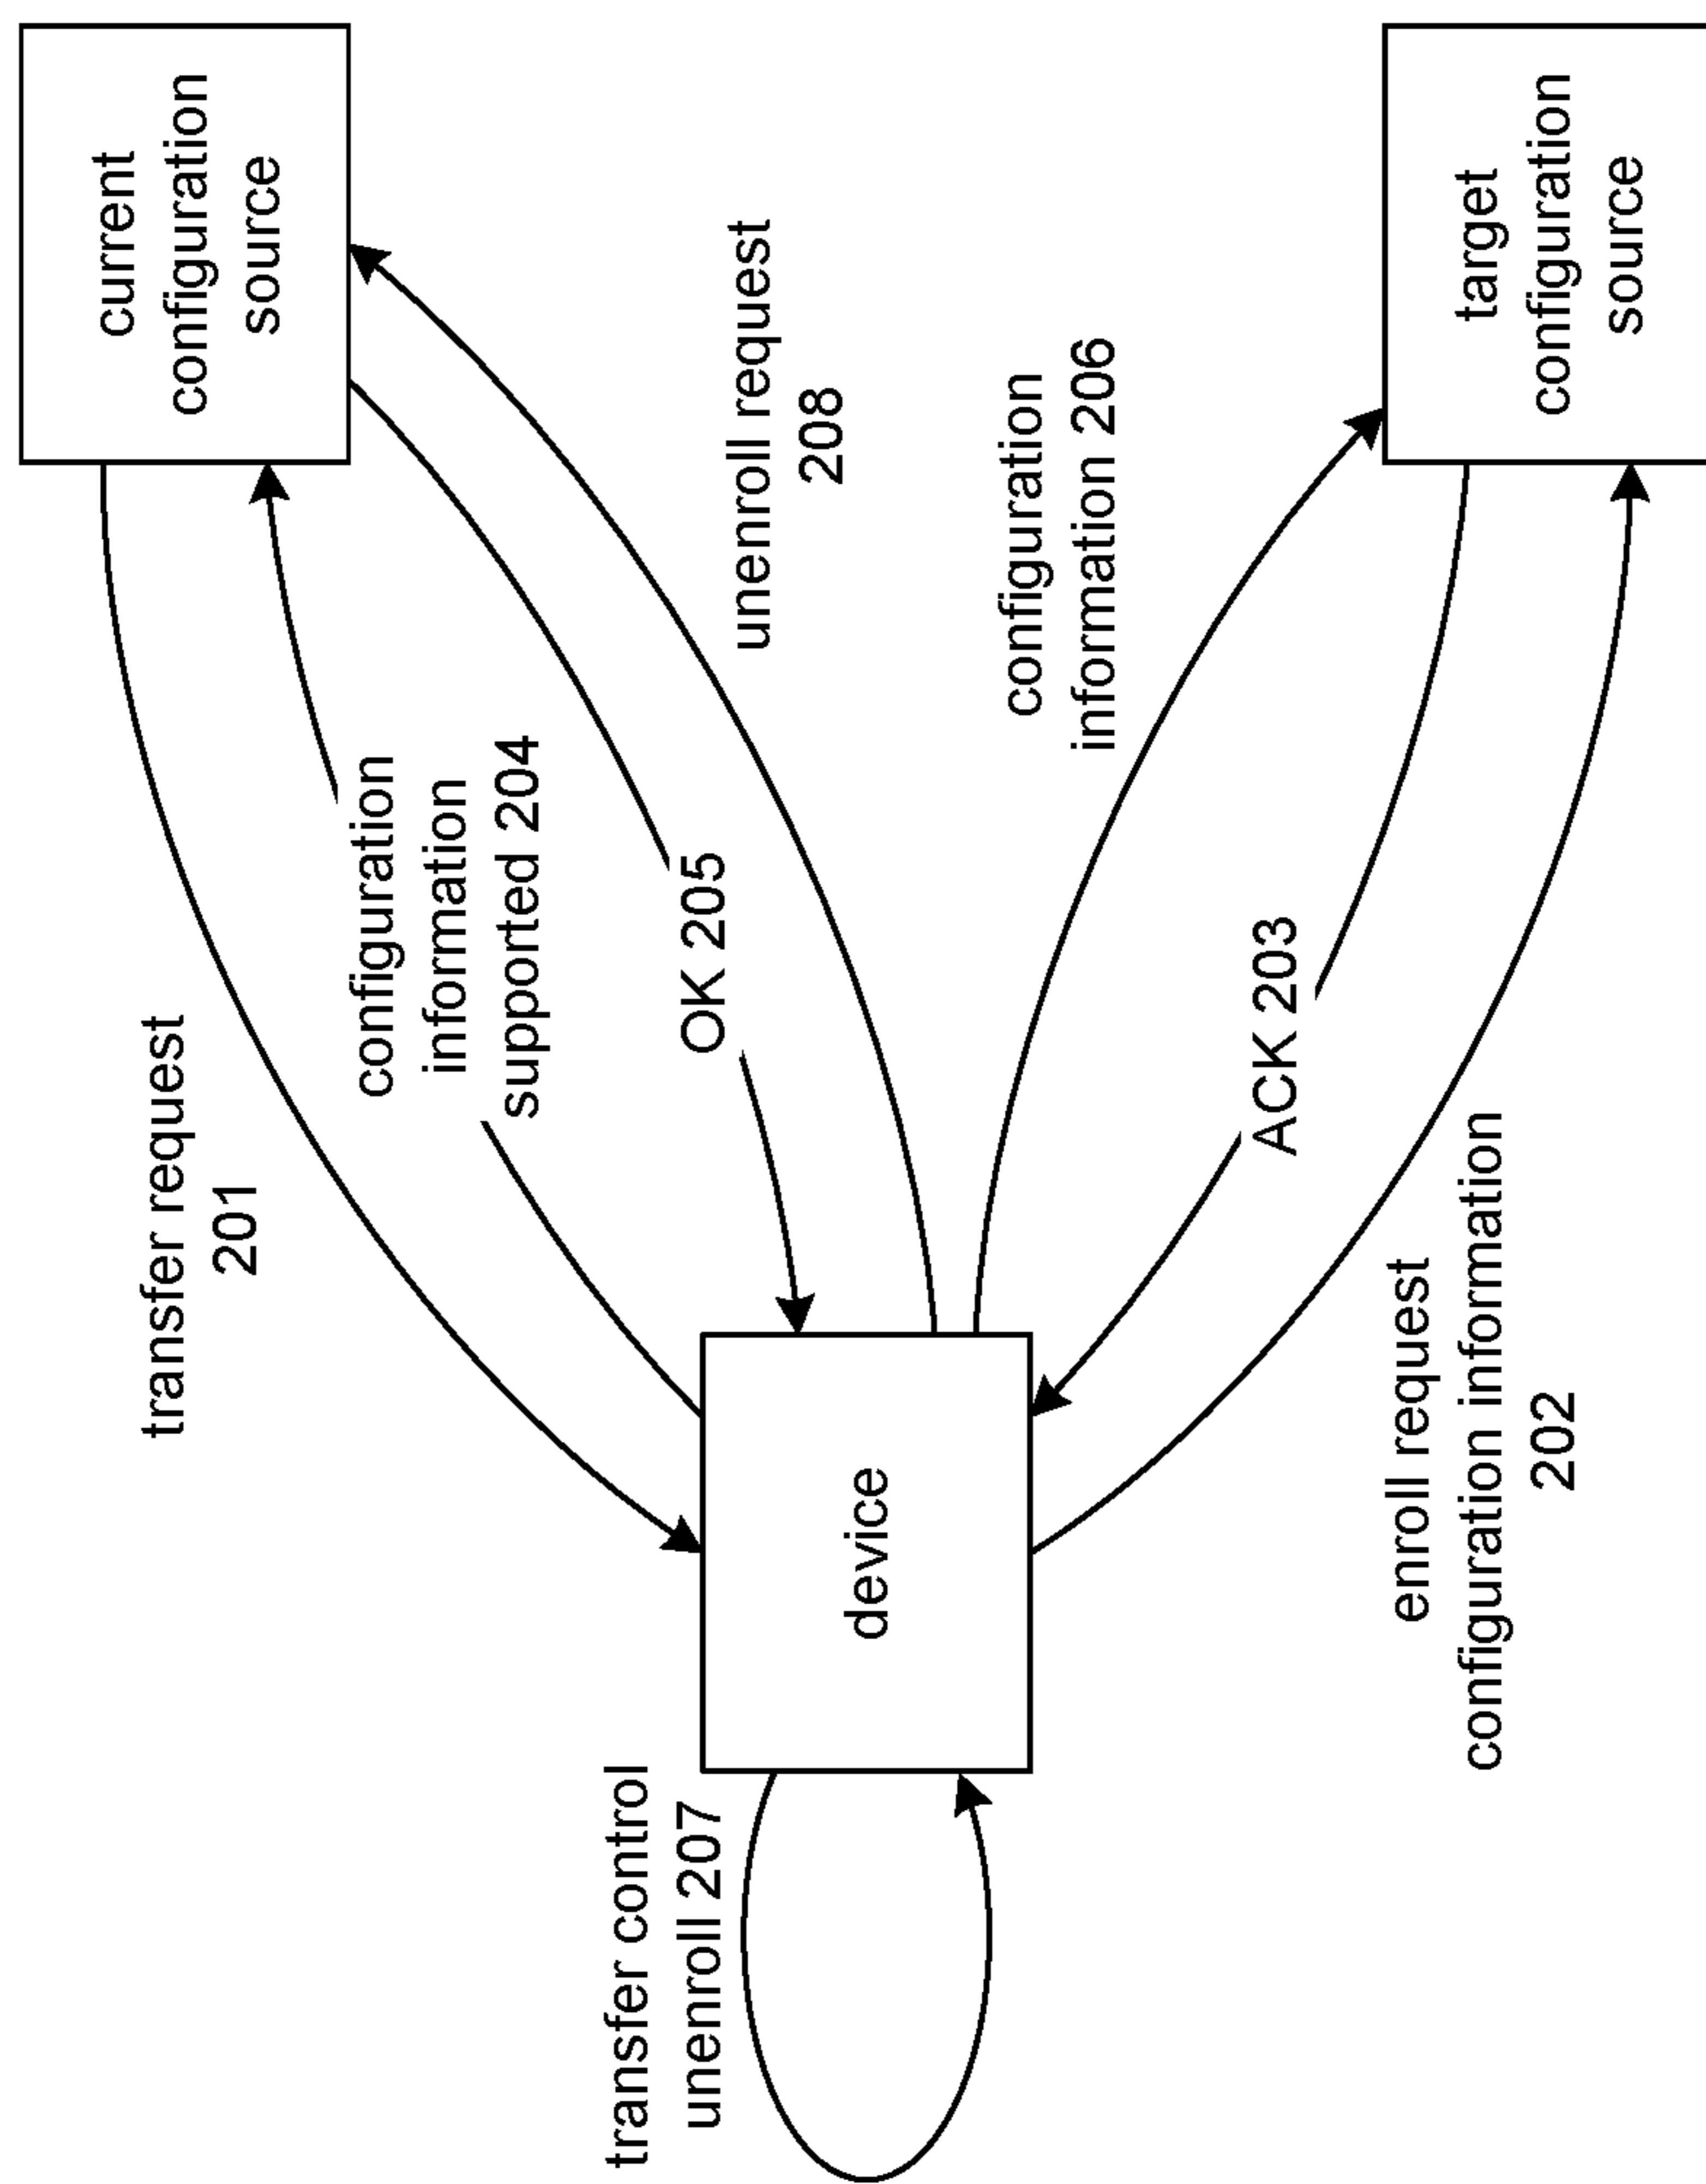 current
configuration
source
transfer request
201
configuration
information
supported 204
OK 205
unenroll request
208
transfer control
unenroll 207
device
configuration
information 206
ACK 203
enroll request
configuration information
202
target
configuration
source